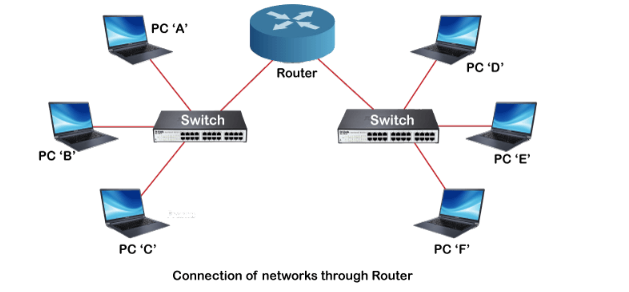 PC ‘A’
Router
PC ‘D’
Switch
Switch
PC ‘B’
PC ‘E’
PC ‘C’
PC ‘F’
Connection of networks through Router